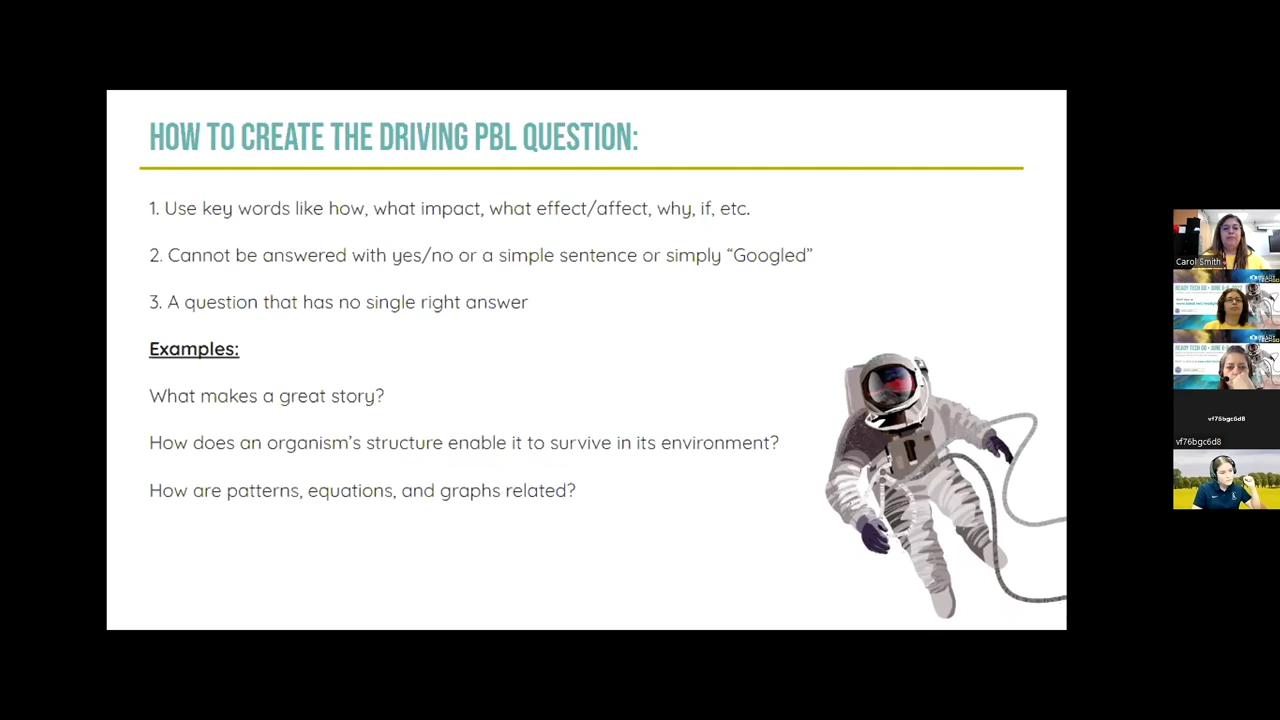 HOW TO CREATE THE DRIVING PBL QUESTION:
1. Use key words like how, what impact, what effect/affect, why, if, etc.
2. Cannot be answered with yes/no or a simple sentence or simply “Googled”
3. A question that has no single right answer
Examples:
What makes a great story?
How does an organism’s structure enable it to survive in its environment?
How are patterns, equations, and graphs related?
Carol Smith
vf76bgc6d8
vf76bgc6d8